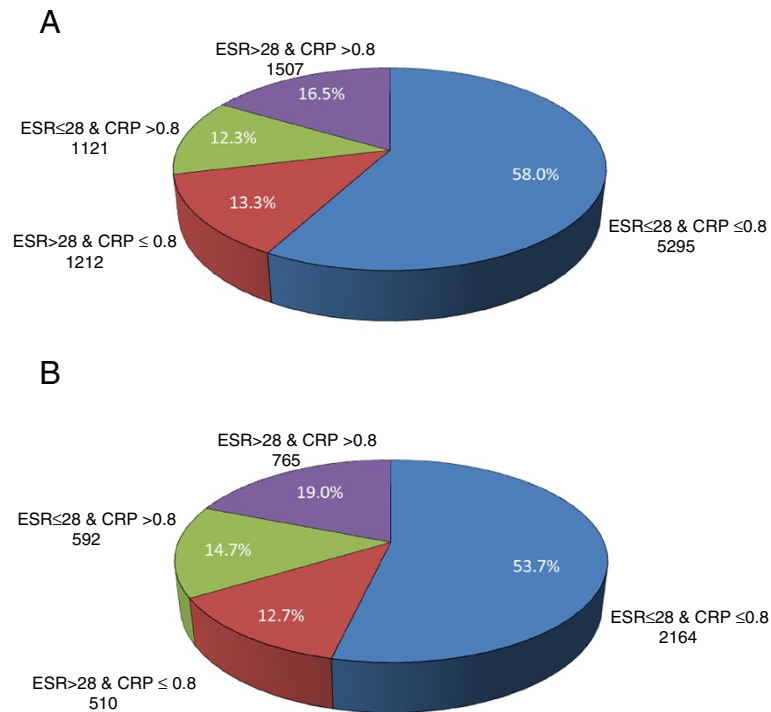 A
ESR>28 & CRP >0.8
1507
16.5%
ESR≤28 & CRP >0.8
1121
12.3%
58.0%
13.3%
ESR≤28 & CRP ≤0.8
5295
ESR>28 & CRP ≤ 0.8
1212
B
ESR>28 & CRP >0.8
765
19.0%
ESR≤28 & CRP >0.8
592
14.7%
53.7%
12.7%
ESR≤28 & CRP ≤0.8
2164
ESR>28 & CRP ≤ 0.8
510